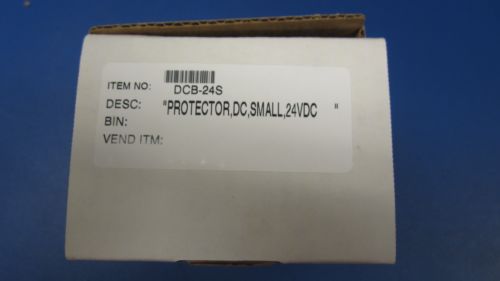 ITEM NO: DCB-24S
DESC: "PROTECTOR,DC,SMALL,24VDC "
BIN:
VEND ITM: